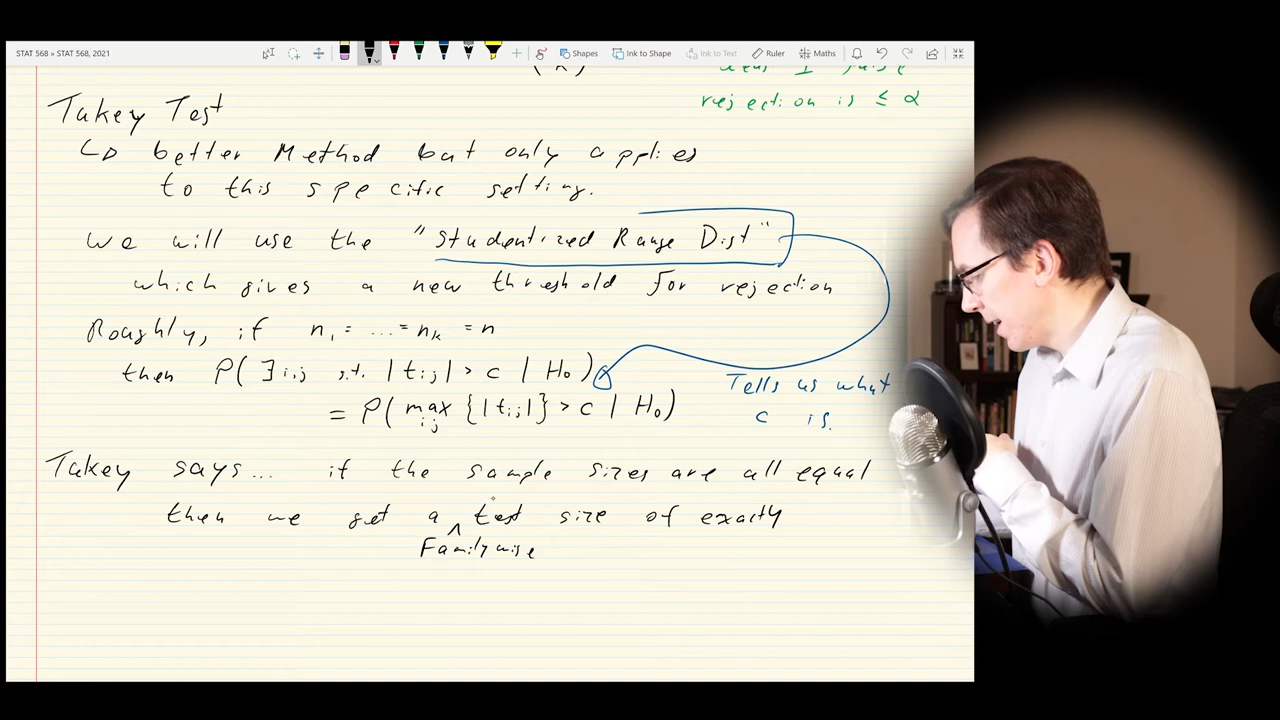 STAT 568 » STAT 568, 2021
Shapes
Ink to Shape
Ink to Text
Ruler
Maths
(k)
rejection is ≤ α
Tukey Test
↳ better Method but only applies
to this specific setting.
We will use the "Studentized Range Dist"
which gives a new threshold for rejection
Roughly, if n₁ = ... = nₖ = n
then P( ∃ i,j s.t. |tᵢⱼ| > c | H₀ )
= P( max {|tᵢⱼ|} > c | H₀ )
i,j
Tells us what
c is.
Tukey says... if the sample sizes are all equal
then we get a ^ test size of exactly
Familywise